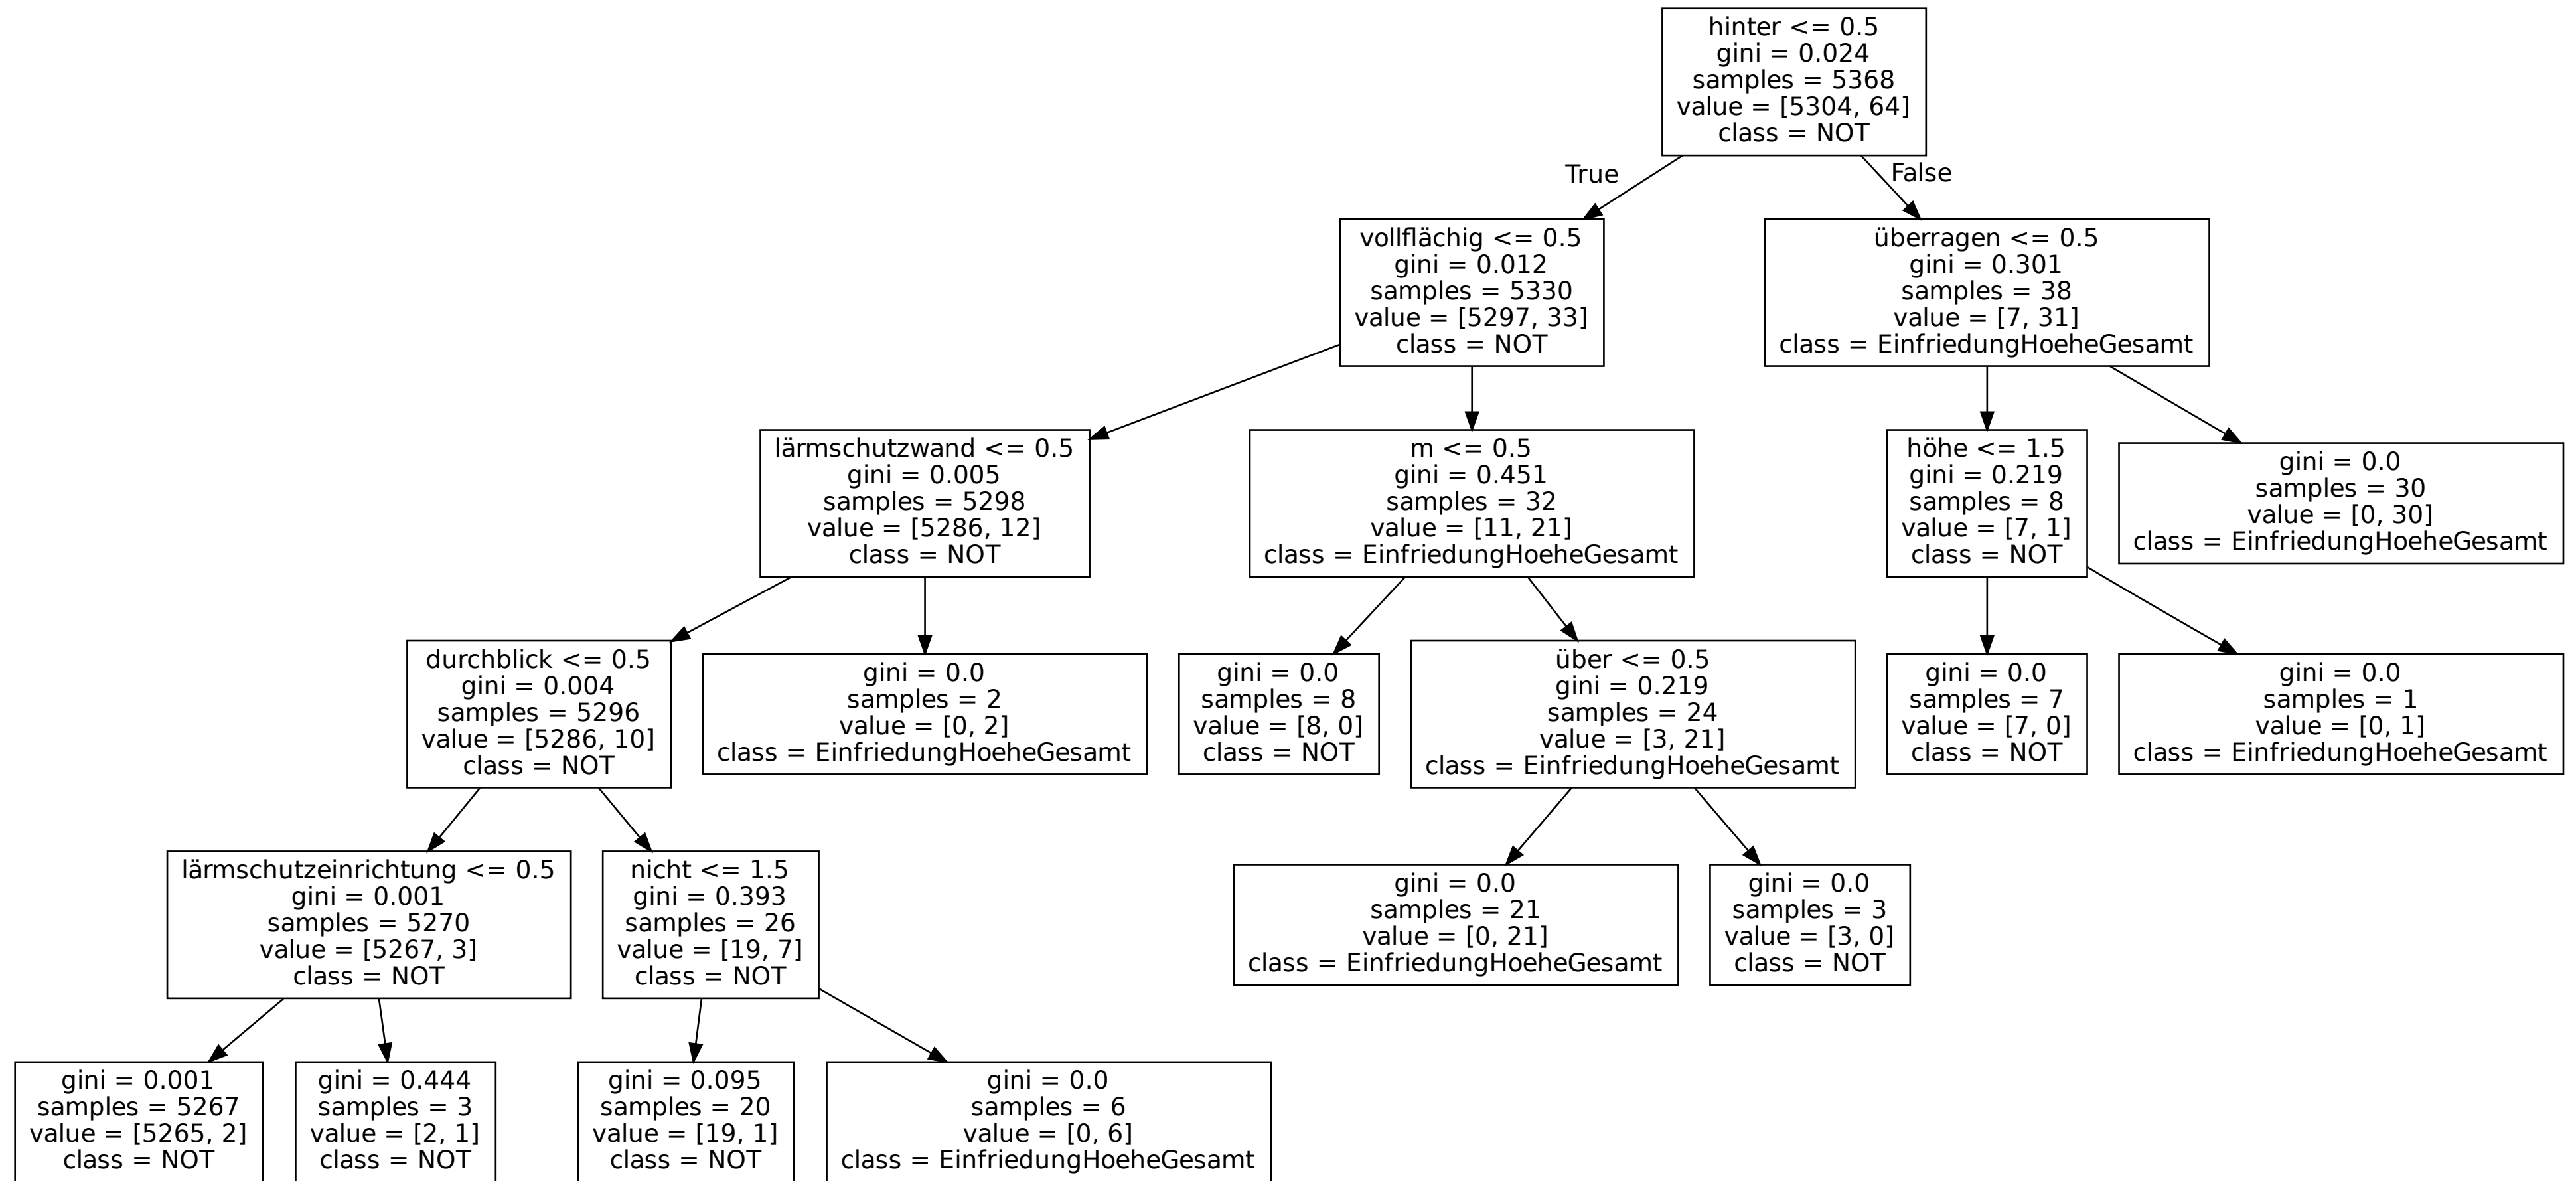 hinter <= 0.5
gini = 0.024
samples = 5368
value = [5304, 64]
class = NOT
True
False
vollflächig <= 0.5
gini = 0.012
samples = 5330
value = [5297, 33]
class = NOT
überragen <= 0.5
gini = 0.301
samples = 38
value = [7, 31]
class = EinfriedungHoeheGesamt
lärmschutzwand <= 0.5
gini = 0.005
samples = 5298
value = [5286, 12]
class = NOT
m <= 0.5
gini = 0.451
samples = 32
value = [11, 21]
class = EinfriedungHoeheGesamt
höhe <= 1.5
gini = 0.219
samples = 8
value = [7, 1]
class = NOT
gini = 0.0
samples = 30
value = [0, 30]
class = EinfriedungHoeheGesamt
durchblick <= 0.5
gini = 0.004
samples = 5296
value = [5286, 10]
class = NOT
gini = 0.0
samples = 2
value = [0, 2]
class = EinfriedungHoeheGesamt
gini = 0.0
samples = 8
value = [8, 0]
class = NOT
über <= 0.5
gini = 0.219
samples = 24
value = [3, 21]
class = EinfriedungHoeheGesamt
gini = 0.0
samples = 7
value = [7, 0]
class = NOT
gini = 0.0
samples = 1
value = [0, 1]
class = EinfriedungHoeheGesamt
lärmschutzeinrichtung <= 0.5
gini = 0.001
samples = 5270
value = [5267, 3]
class = NOT
nicht <= 1.5
gini = 0.393
samples = 26
value = [19, 7]
class = NOT
gini = 0.0
samples = 21
value = [0, 21]
class = EinfriedungHoeheGesamt
gini = 0.0
samples = 3
value = [3, 0]
class = NOT
gini = 0.001
samples = 5267
value = [5265, 2]
class = NOT
gini = 0.444
samples = 3
value = [2, 1]
class = NOT
gini = 0.095
samples = 20
value = [19, 1]
class = NOT
gini = 0.0
samples = 6
value = [0, 6]
class = EinfriedungHoeheGesamt